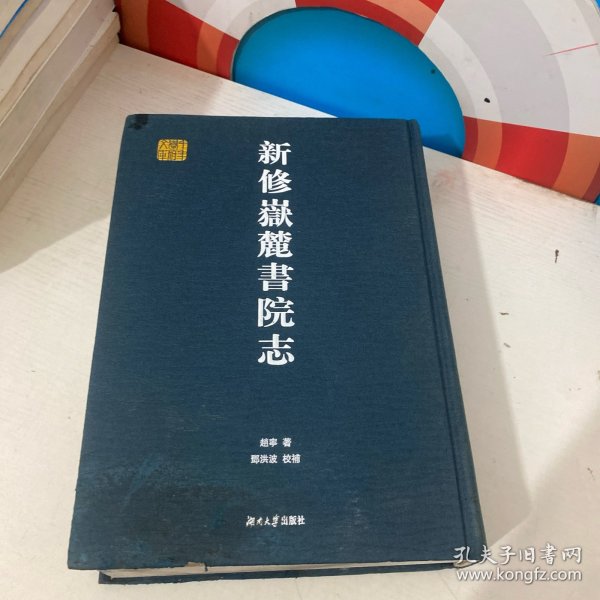 新修嶽麓書院志
趙寧 著
鄧洪波 校補
湖南大學出版社
孔夫子旧书网
www.kongfz.com